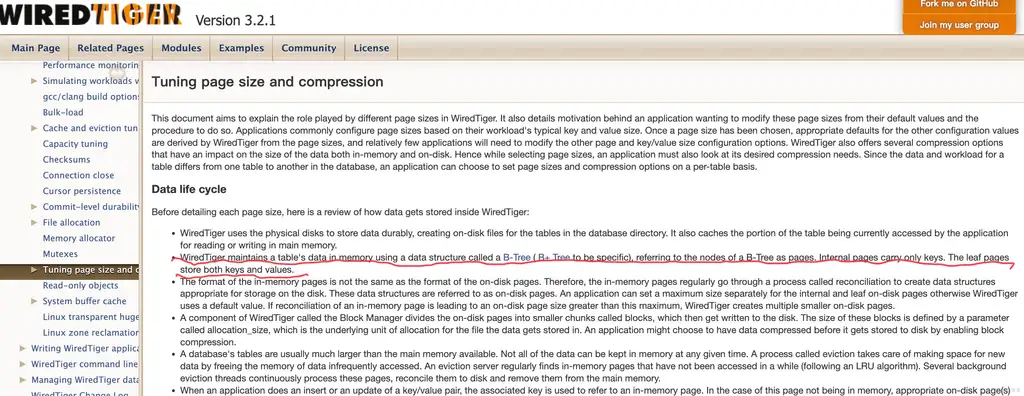 WIREDTIGER Version 3.2.1
Fork me on GitHub
Join my user group
Main Page
Related Pages
Modules
Examples
Community
License
Performance monitorin
Simulating workloads v
gcc/clang build option
Bulk-load
Cache and eviction tun
Capacity tuning
Checksums
Connection close
Cursor persistence
Commit-level durabilit
File allocation
Memory allocator
Mutexes
Tuning page size and c
Read-only objects
System buffer cache
Linux transparent huge
Linux zone reclamation
Writing WiredTiger applica
WiredTiger command line
Managing WiredTiger data
WiredTiger Change Log
Tuning page size and compression
This document aims to explain the role played by different page sizes in WiredTiger. It also details motivation behind an application wanting to modify these page sizes from their default values and the
procedure to do so. Applications commonly configure page sizes based on their workload's typical key and value size. Once a page size has been chosen, appropriate defaults for the other configuration values
are derived by WiredTiger from the page sizes, and relatively few applications will need to modify the other page and key/value size configuration options. WiredTiger also offers several compression options
that have an impact on the size of the data both in-memory and on-disk. Hence while selecting page sizes, an application must also look at its desired compression needs. Since the data and workload for a
table differs from one table to another in the database, an application can choose to set page sizes and compression options on a per-table basis.
Data life cycle
Before detailing each page size, here is a review of how data gets stored inside WiredTiger:
• WiredTiger uses the physical disks to store data durably, creating on-disk files for the tables in the database directory. It also caches the portion of the table being currently accessed by the application
for reading or writing in main memory.
• WiredTiger maintains a table's data in memory using a data structure called a B-Tree ( B+ Tree to be specific), referring to the nodes of a B-Tree as pages. Internal pages carry only keys. The leaf pages
store both keys and values.
• The format of the in-memory pages is not the same as the format of the on-disk pages. Therefore, the in-memory pages regularly go through a process called reconciliation to create data structures
appropriate for storage on the disk. These data structures are referred to as on-disk pages. An application can set a maximum size separately for the internal and leaf on-disk pages otherwise WiredTiger
uses a default value. If reconciliation of an in-memory page is leading to an on-disk page size greater than this maximum, WiredTiger creates multiple smaller on-disk pages.
• A component of WiredTiger called the Block Manager divides the on-disk pages into smaller chunks called blocks, which then get written to the disk. The size of these blocks is defined by a parameter
called allocation_size, which is the underlying unit of allocation for the file the data gets stored in. An application might choose to have data compressed before it gets stored to disk by enabling block
compression.
• A database's tables are usually much larger than the main memory available. Not all of the data can be kept in memory at any given time. A process called eviction takes care of making space for new
data by freeing the memory of data infrequently accessed. An eviction server regularly finds in-memory pages that have not been accessed in a while (following an LRU algorithm). Several background
eviction threads continuously process these pages, reconcile them to disk and remove them from the main memory.
• When an application does an insert or an update of a key/value pair, the associated key is used to refer to an in-memory page. In the case of this page not being in memory, appropriate on-disk page(s)